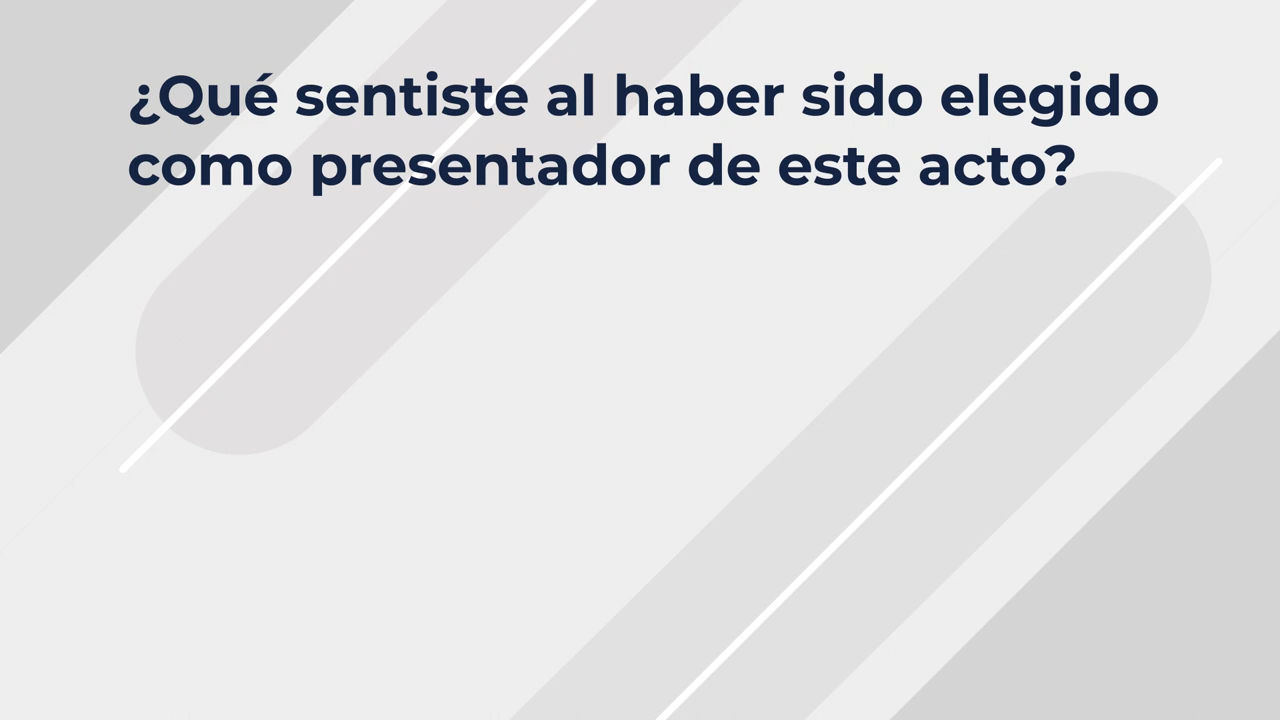 ¿Qué sentiste al haber sido elegido
como presentador de este acto?